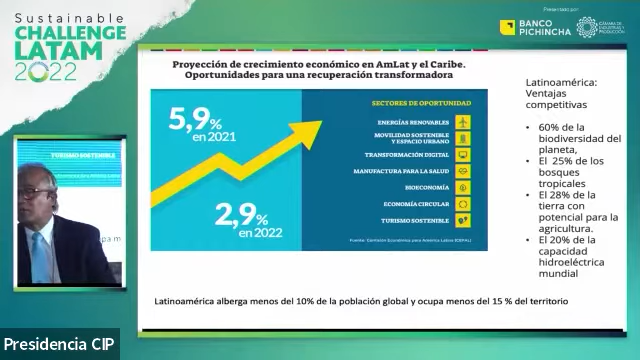 Sustainable
CHALLENGE
LATAM
2022
Presentado por:
BANCO
PICHINCHA
CÁMARA DE
INDUSTRIAS Y
PRODUCCIÓN
Proyección de crecimiento económico en AmLat y el Caribe.
Oportunidades para una recuperación transformadora
5,9%
en 2021
2,9%
en 2022
SECTORES DE OPORTUNIDAD
ENERGÍAS RENOVABLES
MOVILIDAD SOSTENIBLE
Y ESPACIO URBANO
TRANSFORMACIÓN DIGITAL
MANUFACTURA PARA LA SALUD
BIOECONOMÍA
ECONOMÍA CIRCULAR
TURISMO SOSTENIBLE
Fuente: Comisión Económica para América Latina (CEPAL)
Latinoamérica:
Ventajas
competitivas
• 60% de la
biodiversidad del
planeta,
• El 25% de los
bosques
tropicales
• El 28% de la
tierra con
potencial para la
agricultura.
• El 20% de la
capacidad
hidroeléctrica
mundial
Latinoamérica alberga menos del 10% de la población global y ocupa menos del 15 % del territorio
TURISMO SOSTENIBLE
Presidencia CIP